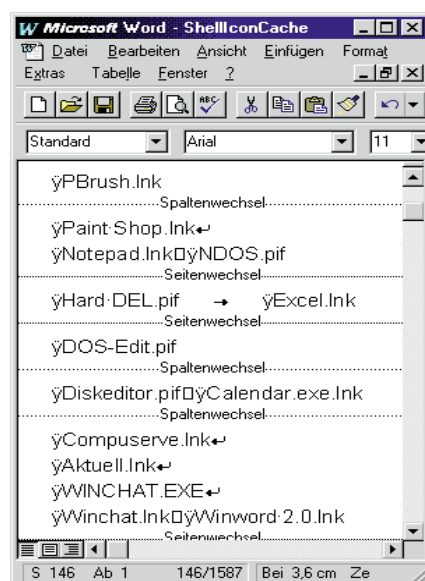 Microsoft Word - ShellIconCache
Datei Bearbeiten Ansicht Einfügen Format
Extras Tabelle Fenster ?
ABC
Standard Arial 11
ÿPBrush.lnk
Spaltenwechsel
ÿPaint·Shop.lnk↵
ÿNotepad.lnk□ÿNDOS.pif
Seitenwechsel
ÿHard·DEL.pif → ÿExcel.lnk
Seitenwechsel
ÿDOS-Edit.pif
Spaltenwechsel
ÿDiskeditor.pif□ÿCalendar.exe.lnk
Spaltenwechsel
ÿCompuserve.lnk↵
ÿAktuell.lnk↵
ÿWINCHAT.EXE↵
ÿWinchat.lnk□ÿWinword·2.0.lnk
Seitenwechsel
S 146 Ab 1 146/1587 Bei 3,6 cm Ze